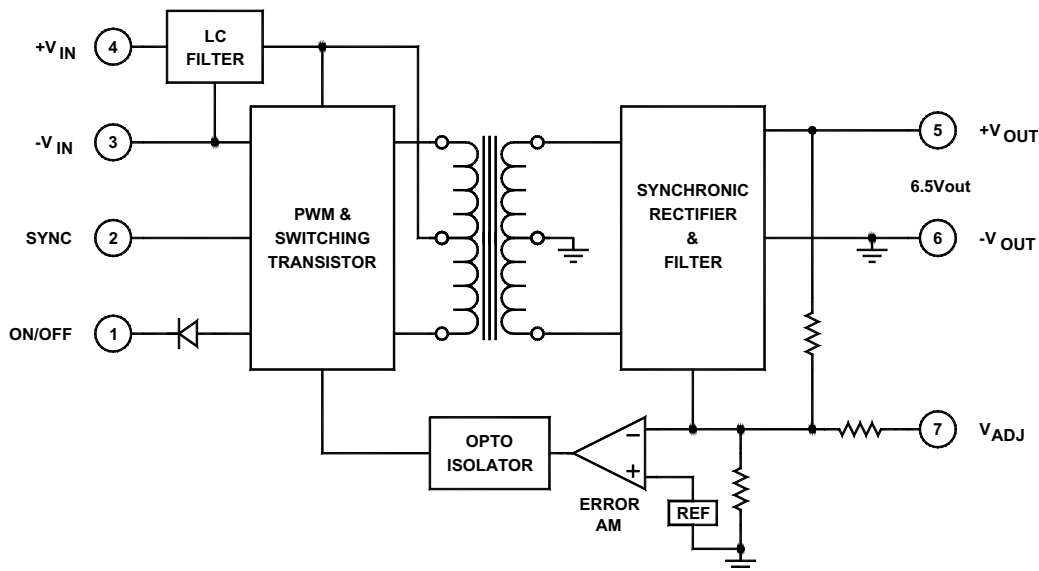 LC
FILTER
+V IN
4
-V IN
3
SYNC
2
ON/OFF
1
PWM &
SWITCHING
TRANSISTOR
SYNCHRONIC
RECTIFIER
&
FILTER
5
+V OUT
6.5Vout
6
-V OUT
7
V ADJ
OPTO
ISOLATOR
−
+
ERROR
AM
REF